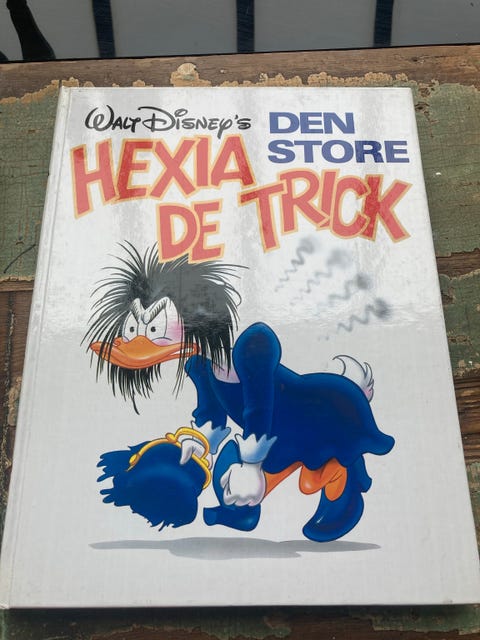 WALT DISNEY'S DEN
STORE
HEXIA
DE TRICK